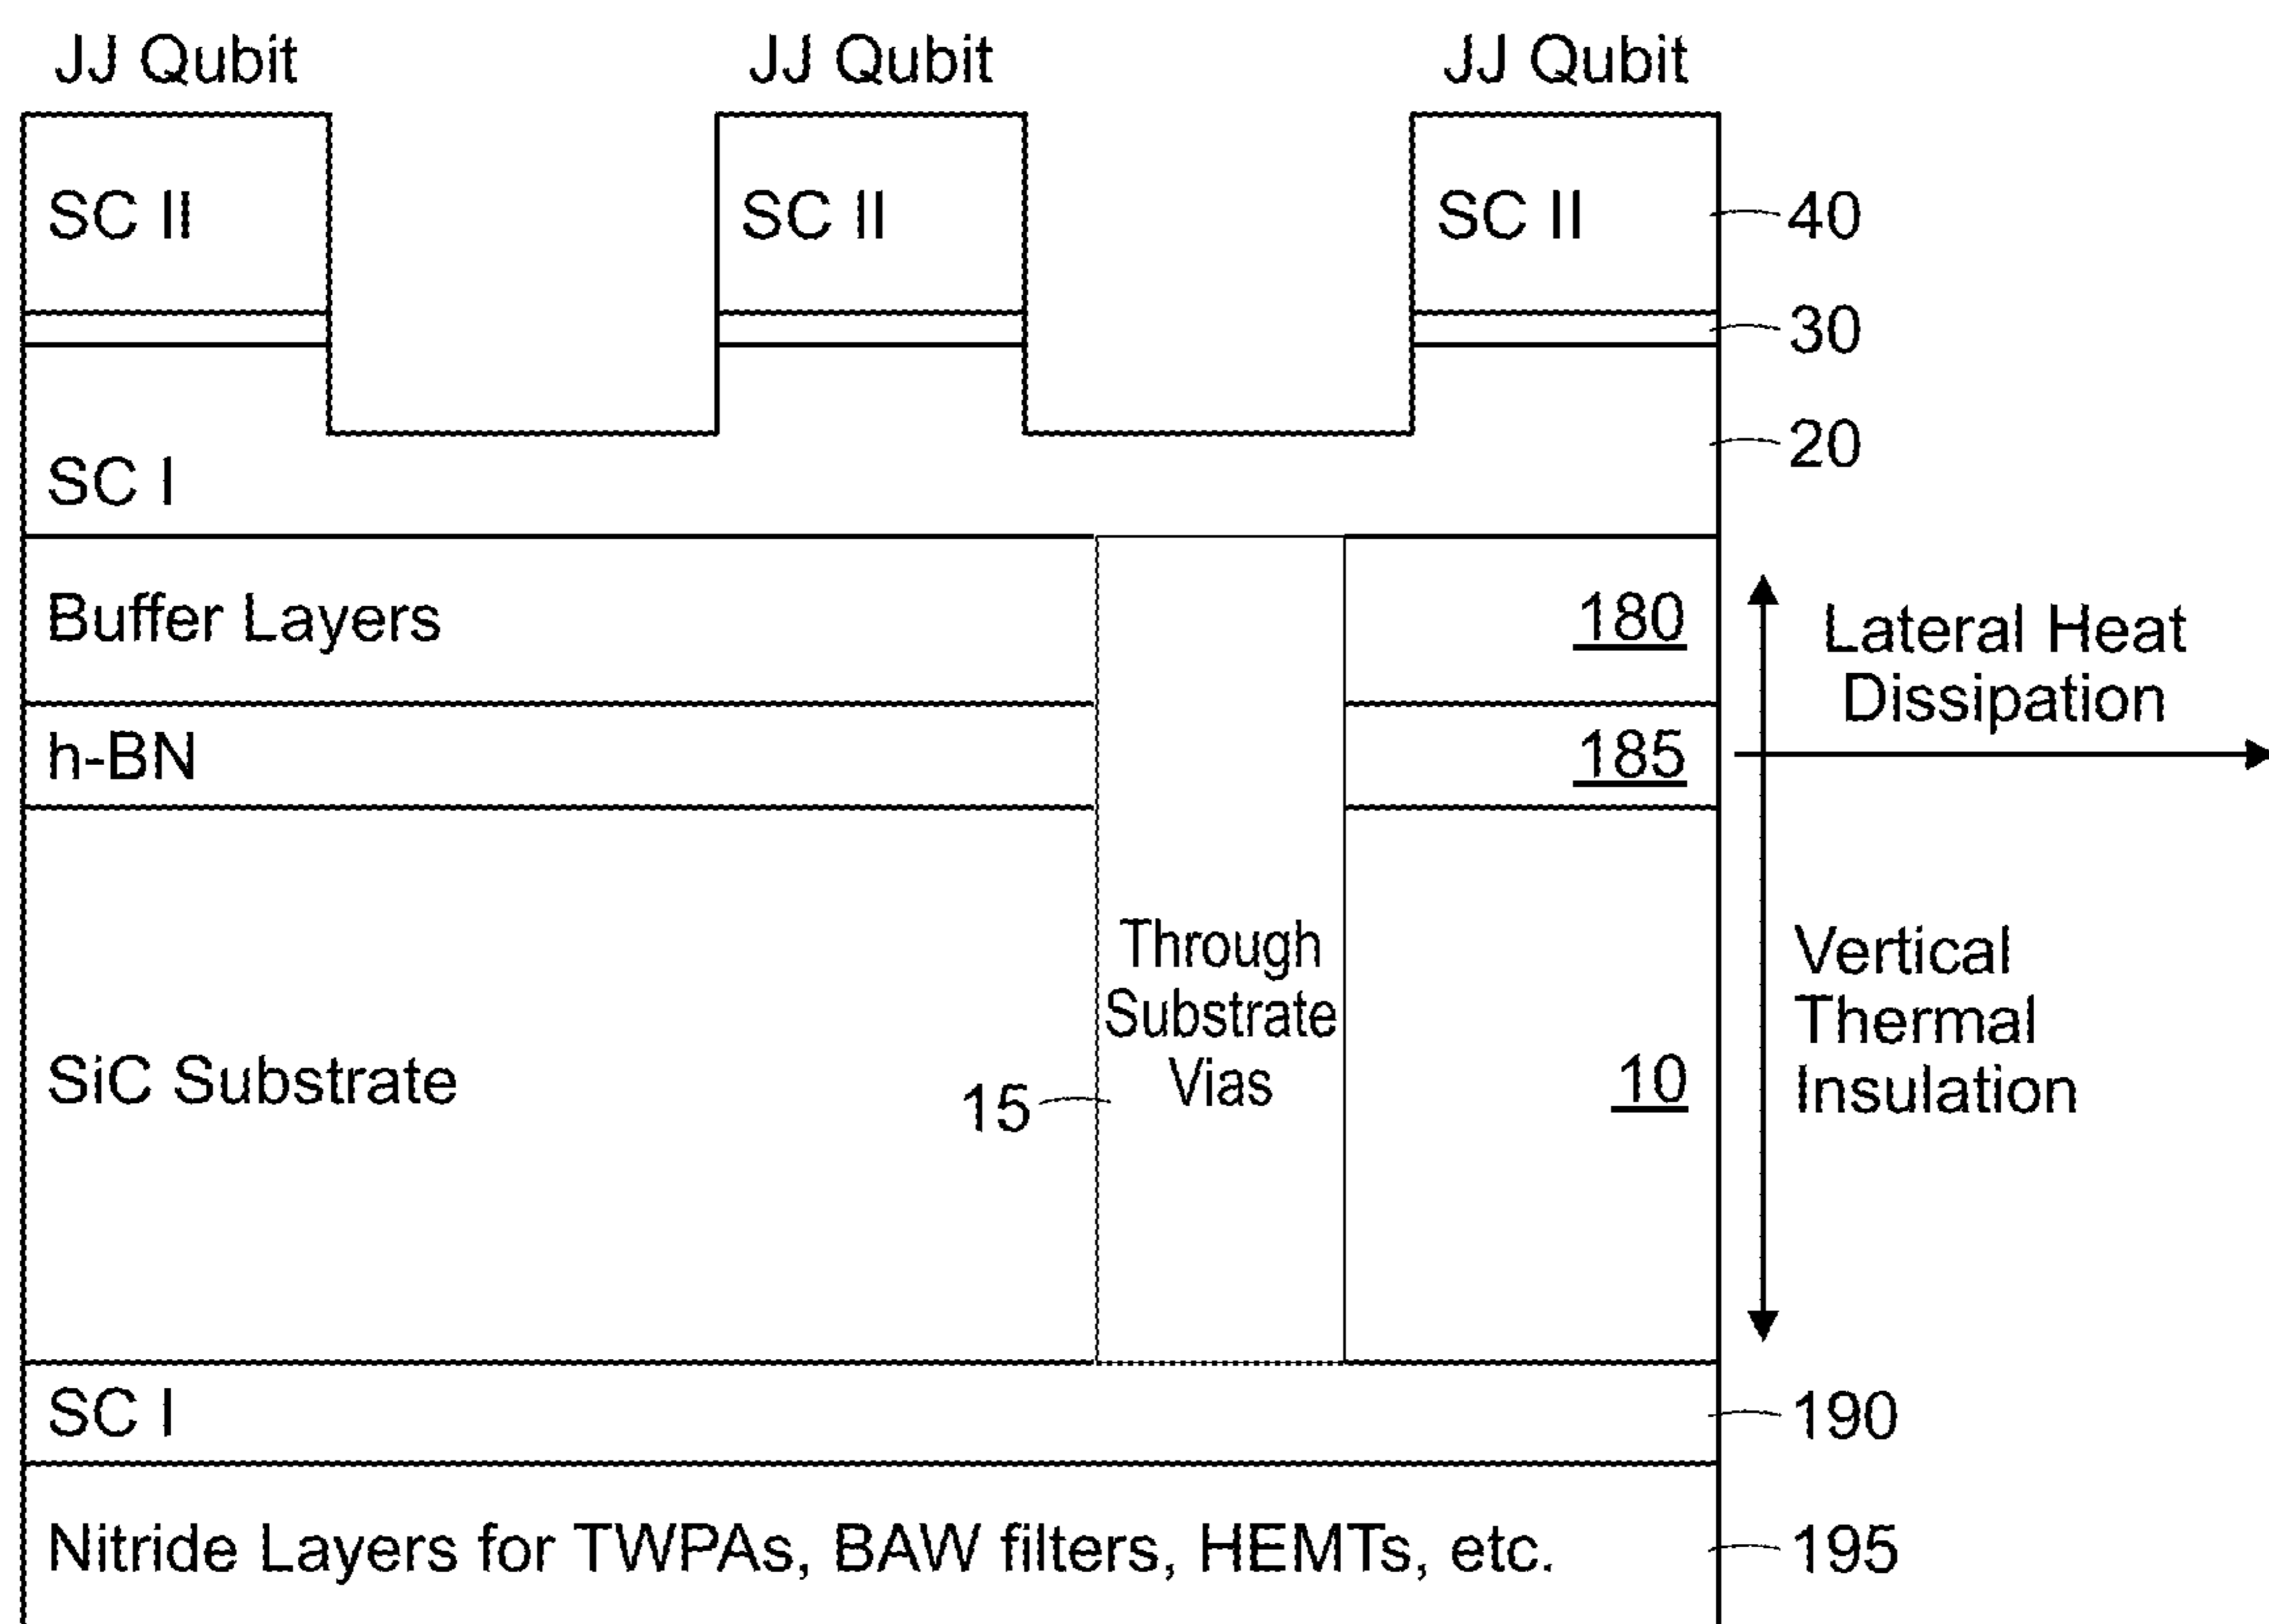 JJ Qubit JJ Qubit JJ Qubit
SC II SC II SC II 40
30
20
SC I
Buffer Layers 180
Lateral Heat
Dissipation
h-BN 185
Through
Substrate
Vias
Vertical
Thermal
Insulation
SiC Substrate 15 10
SC I 190
Nitride Layers for TWPAs, BAW filters, HEMTs, etc. 195